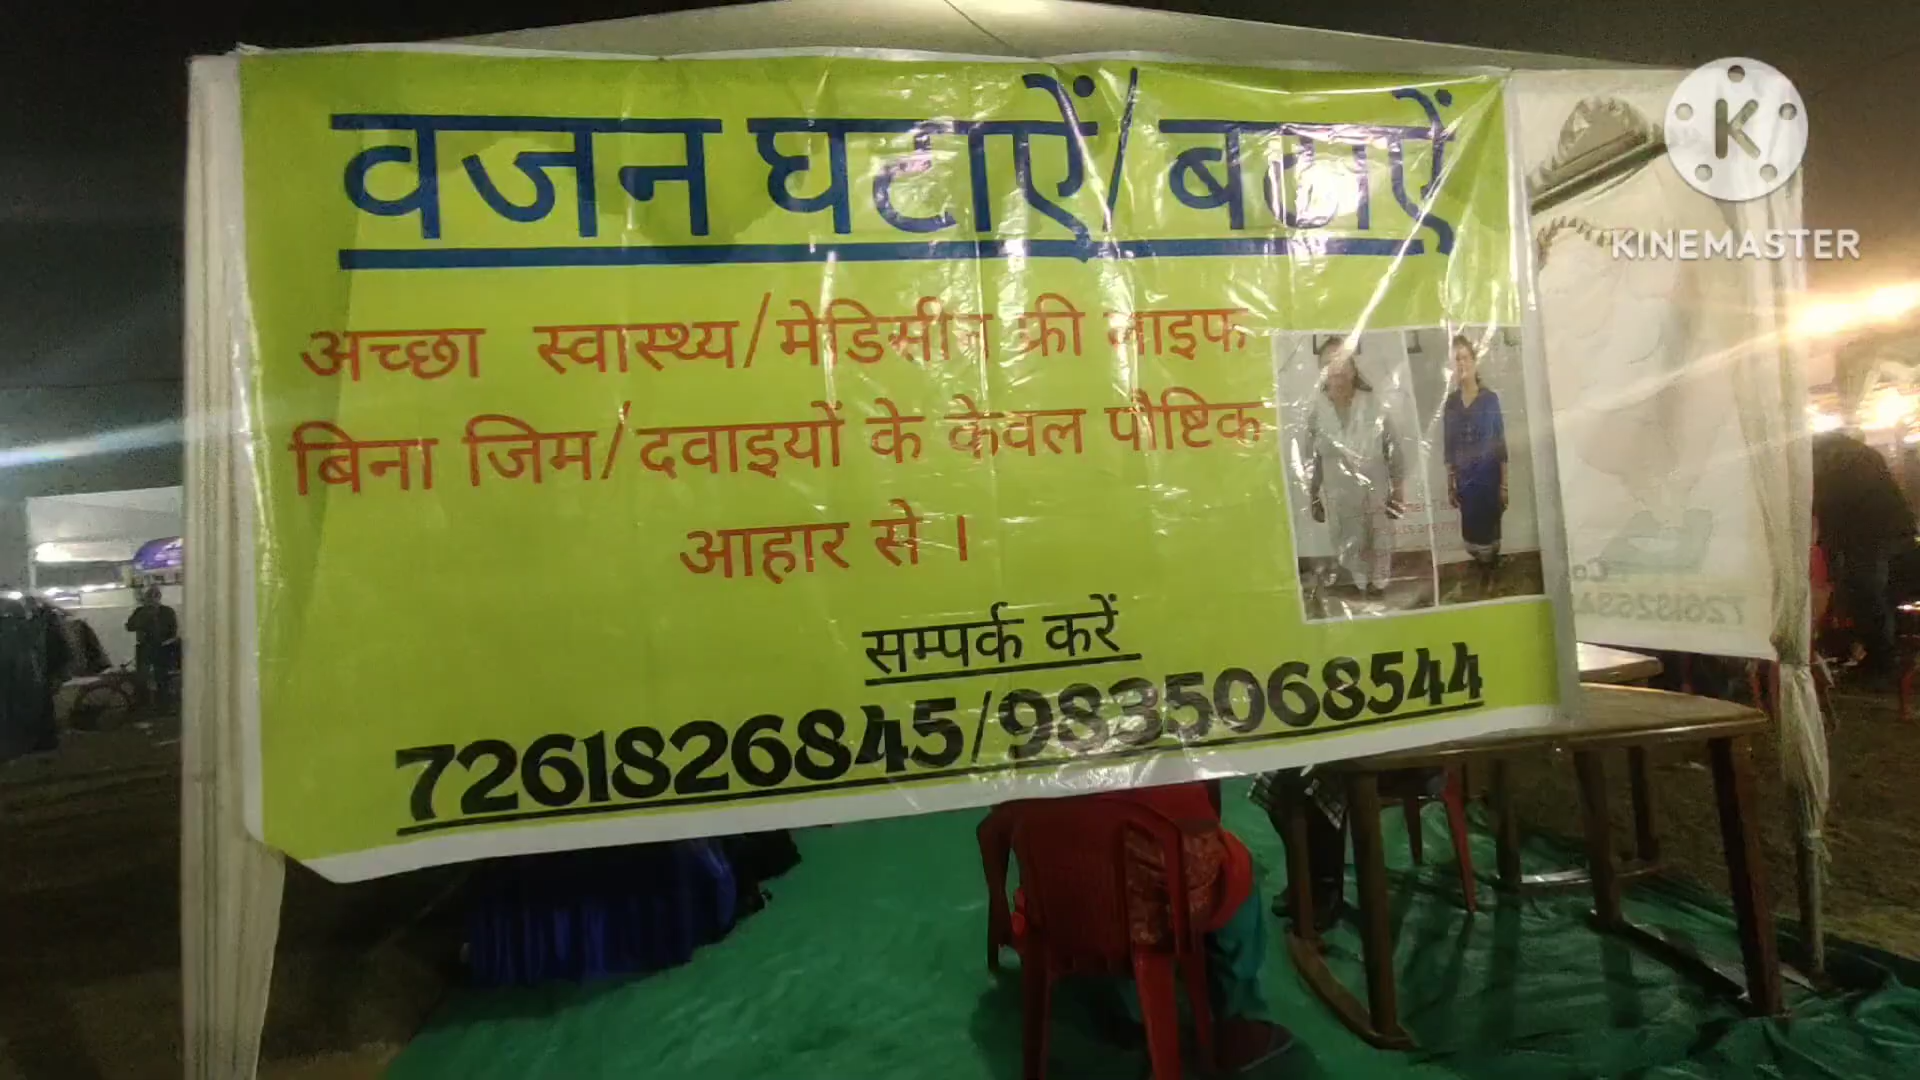 वजन घटाऐं/बढाऐं
अच्छा स्वास्थ्य/मेडिसीन फ्री लाइफ
बिना जिम/दवाइयों के केवल पौष्टिक
आहार से ।
सम्पर्क करें
7261826845/9835068544
KINEMASTER